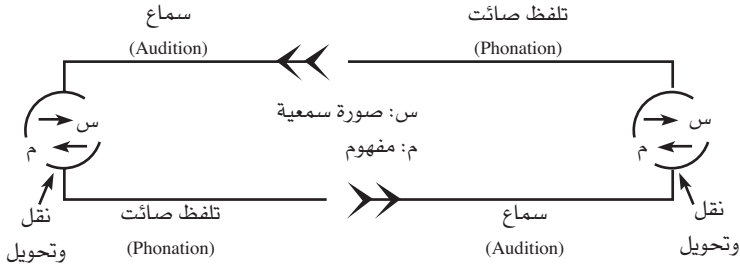 تلفظ صائت
(Phonation)
سماع
(Audition)
س: صورة سمعية
م: مفهوم
س
م
س
م
نقل
وتحويل
سماع
(Audition)
تلفظ صائت
(Phonation)
نقل
وتحويل